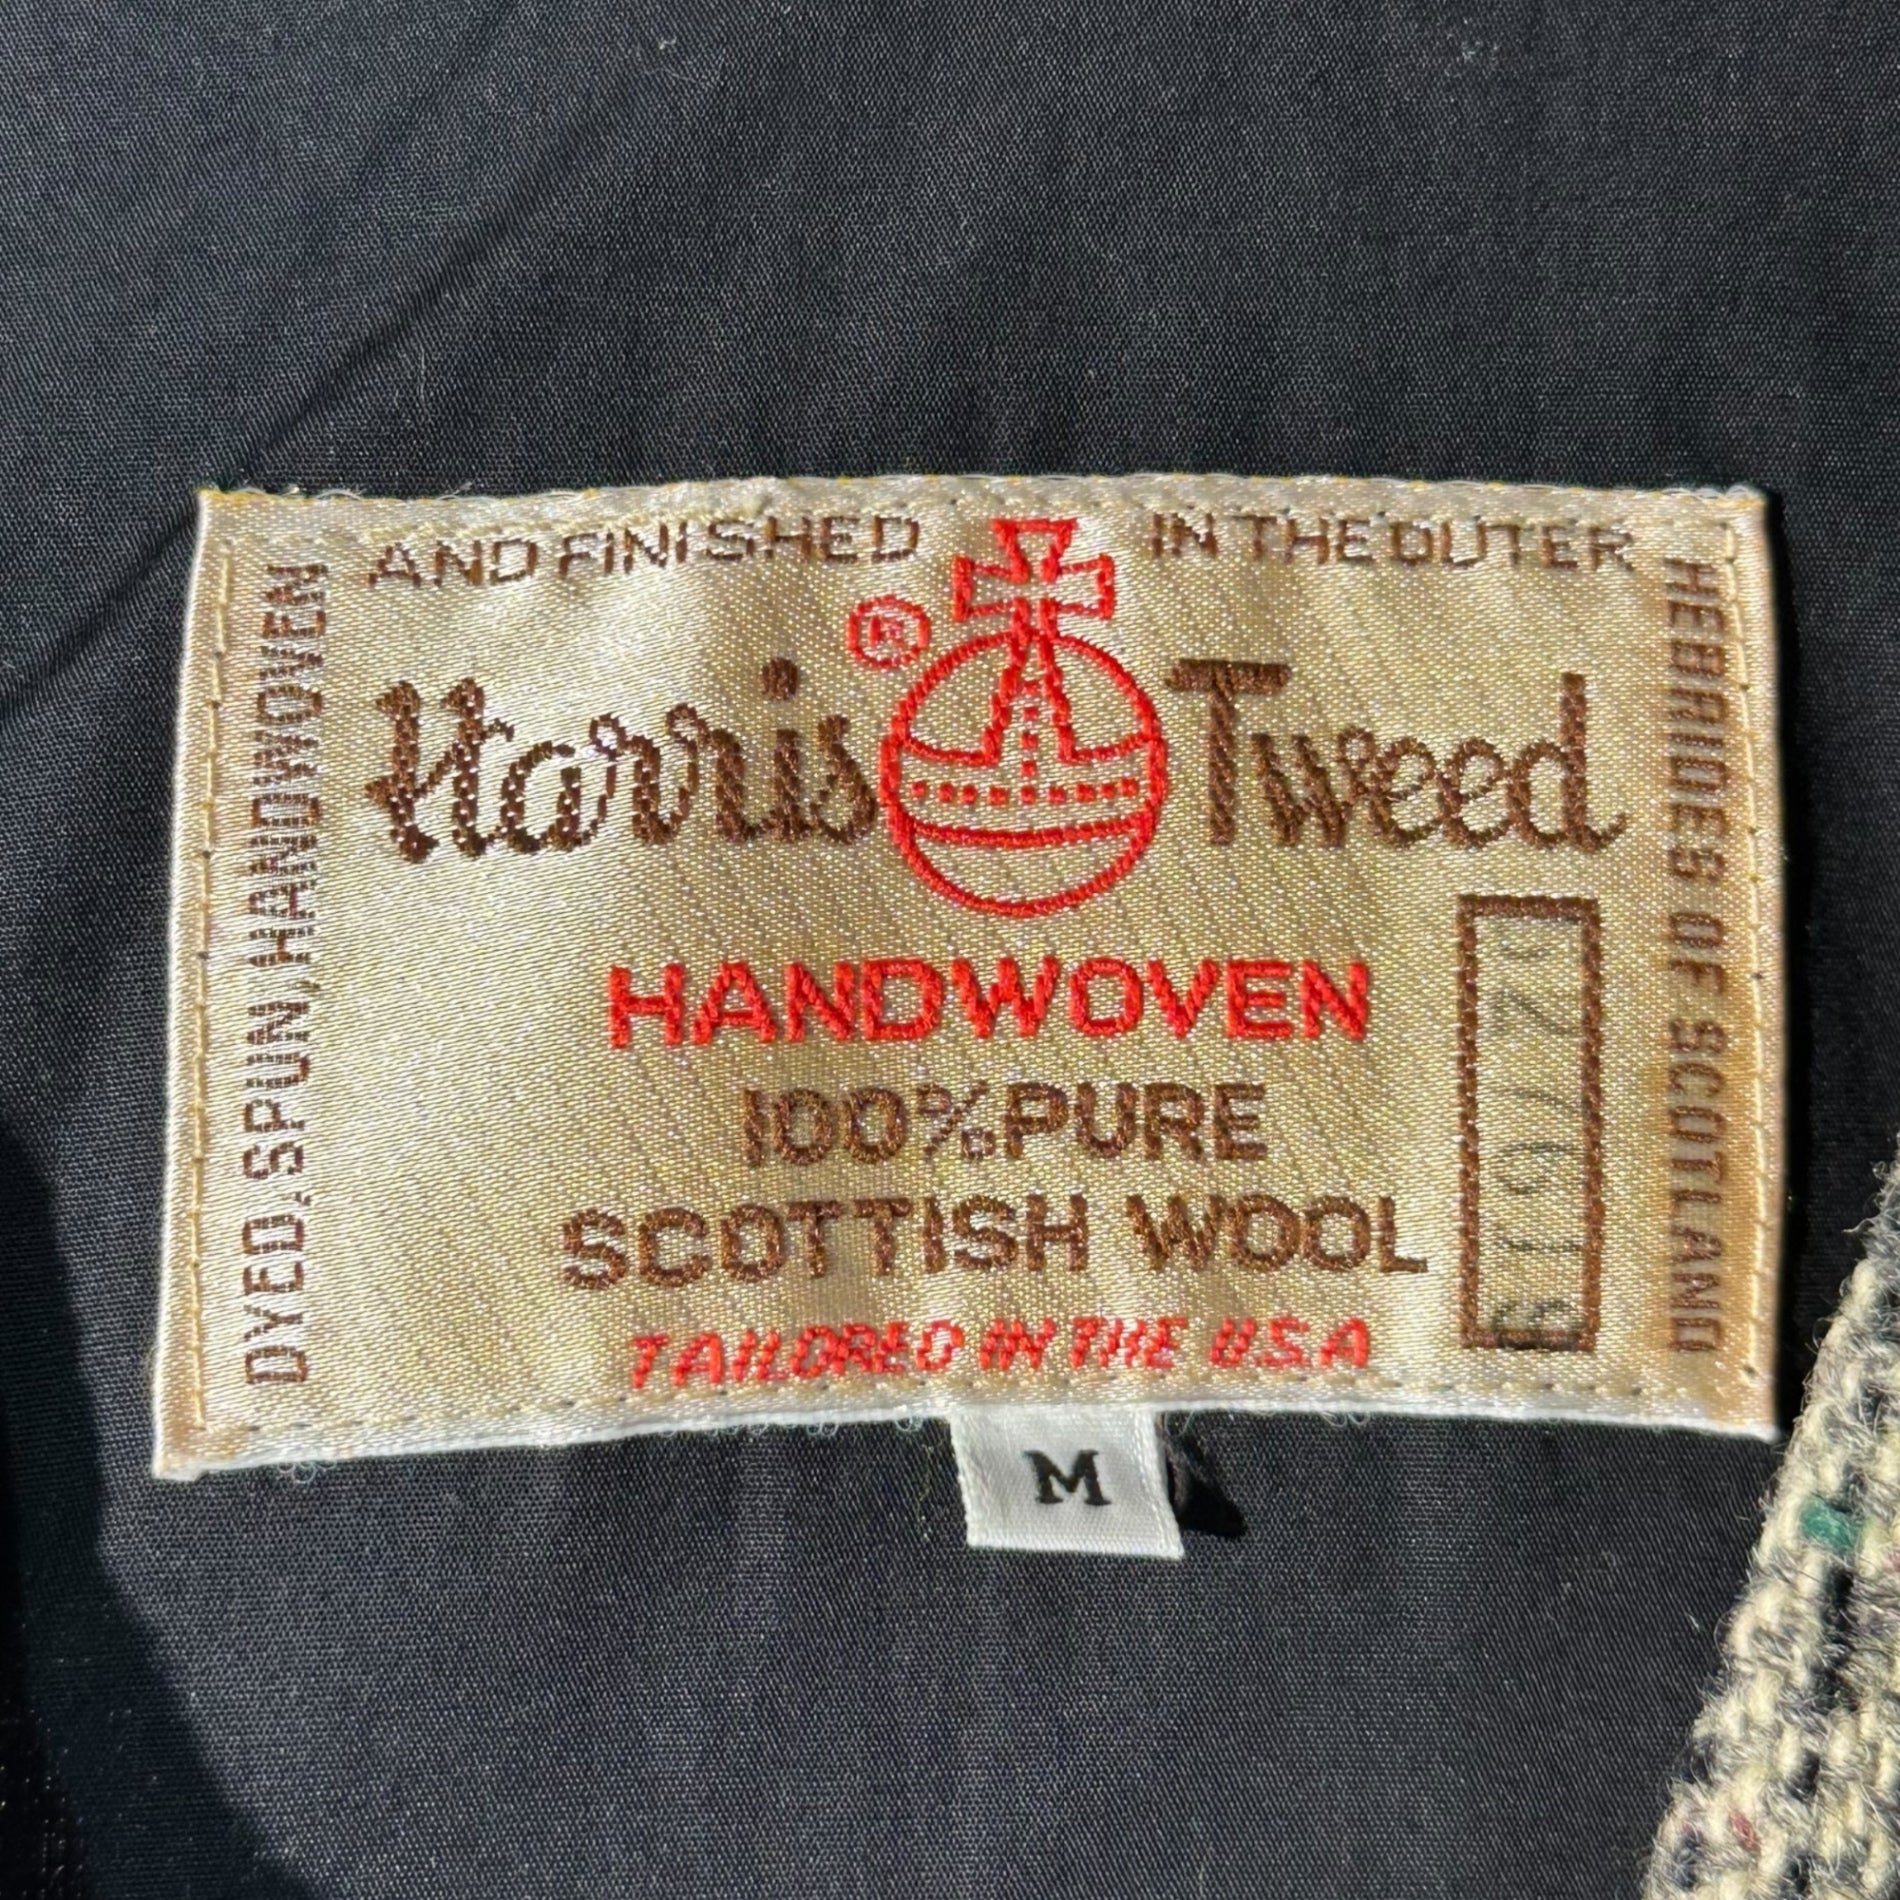 DYED, SPUN, HANDWOVEN
AND FINISHED IN THE OUTER
HEBRIDES OF SCOTLAND
®
Harris Tweed
HANDWOVEN
100% PURE
SCOTTISH WOOL
TAILORED IN THE U.S.A
M